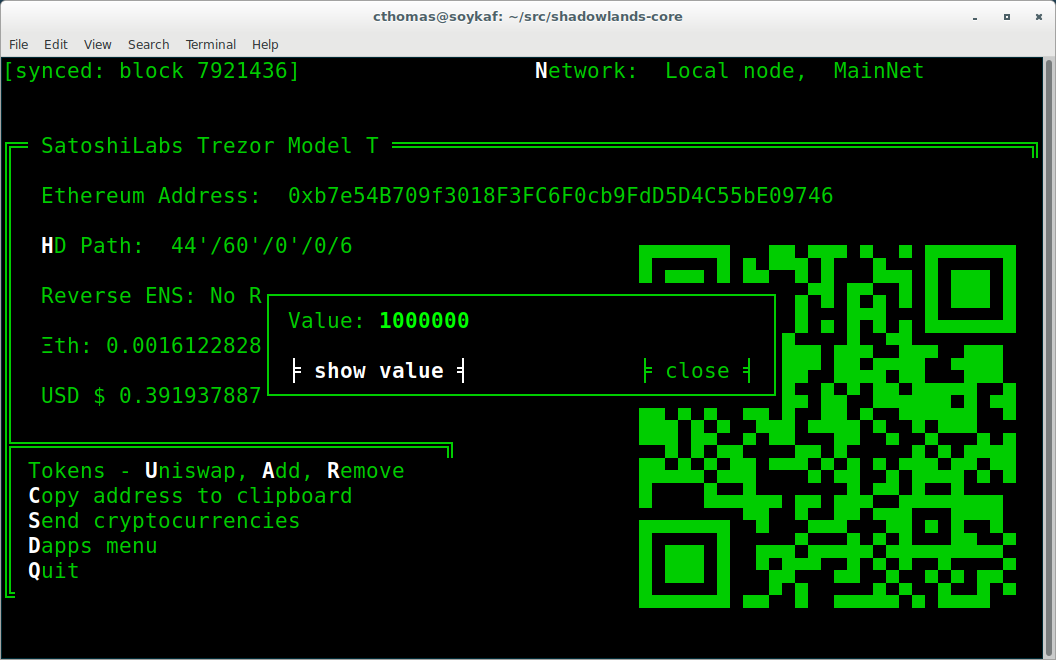 cthomas@soykaf: ~/src/shadowlands-core
File Edit View Search Terminal Help
[synced: block 7921436] Network: Local node, MainNet
SatoshiLabs Trezor Model T
Ethereum Address: 0xb7e54B709f3018F3FC6F0cb9FdD5D4C55bE09746
HD Path: 44'/60'/0'/0/6
Reverse ENS: No R
Value: 1000000
Ξth: 0.0016122828
╞ show value ╡ ╞ close ╡
USD $ 0.391937887
Tokens - Uniswap, Add, Remove
Copy address to clipboard
Send cryptocurrencies
Dapps menu
Quit